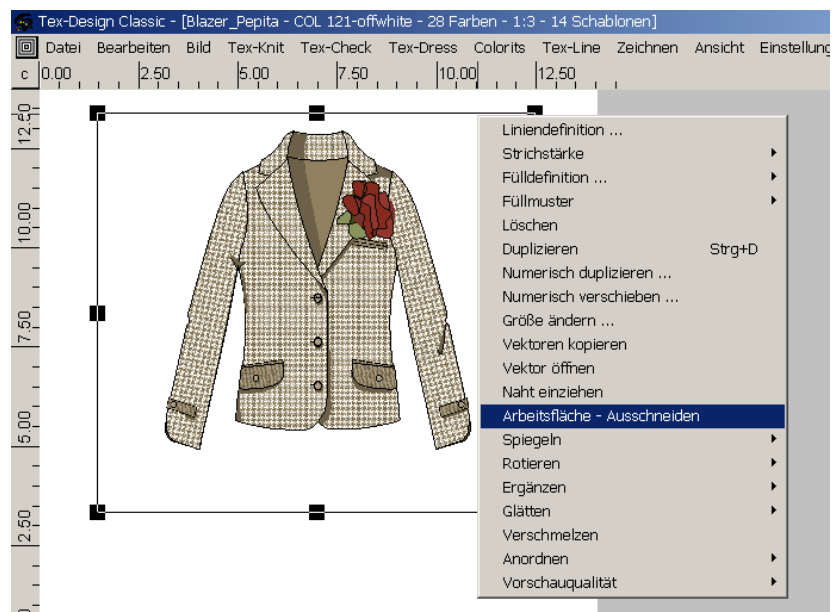 Tex-Design Classic - [Blazer_Pepita - COL 121-offwhite - 28 Farben - 1:3 - 14 Schablonen]
Datei Bearbeiten Bild Tex-Knit Tex-Check Tex-Dress Colorits Tex-Line Zeichnen Ansicht Einstellung
c 0.00 2.50 5.00 7.50 10.00 12.50
12.50
10.00
7.50
5.00
2.50
Liniendefinition ...
Strichstärke
Fülldefinition ...
Füllmuster
Löschen
Duplizieren Strg+D
Numerisch duplizieren ...
Numerisch verschieben ...
Größe ändern ...
Vektoren kopieren
Vektor öffnen
Naht einziehen
Arbeitsfläche - Ausschneiden
Spiegeln
Rotieren
Ergänzen
Glätten
Verschmelzen
Anordnen
Vorschauqualität